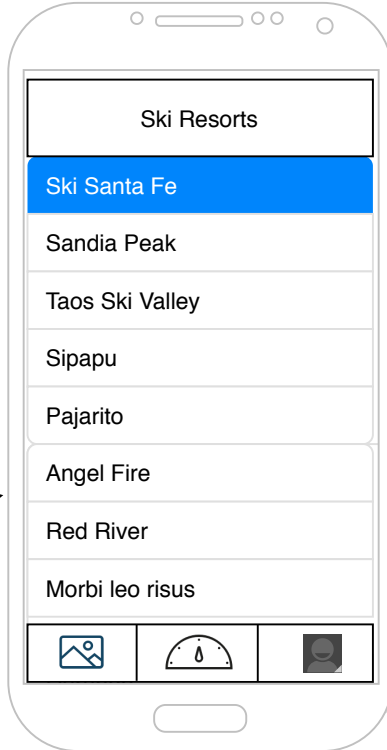 Ski Resorts
Ski Santa Fe
Sandia Peak
Taos Ski Valley
Sipapu
Pajarito
Angel Fire
Red River
Morbi leo risus